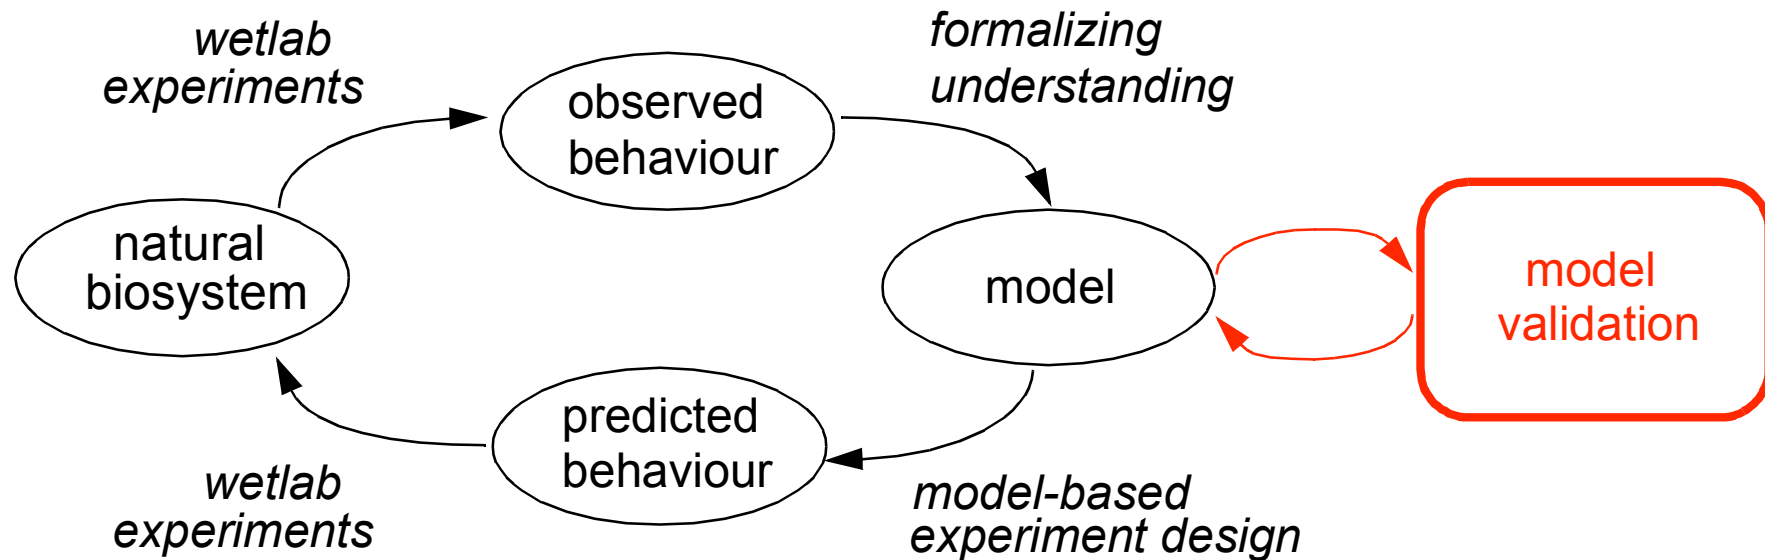 wetlab
experiments
observed
behaviour
formalizing
understanding
natural
biosystem
model
model
validation
predicted
behaviour
wetlab
experiments
model-based
experiment design